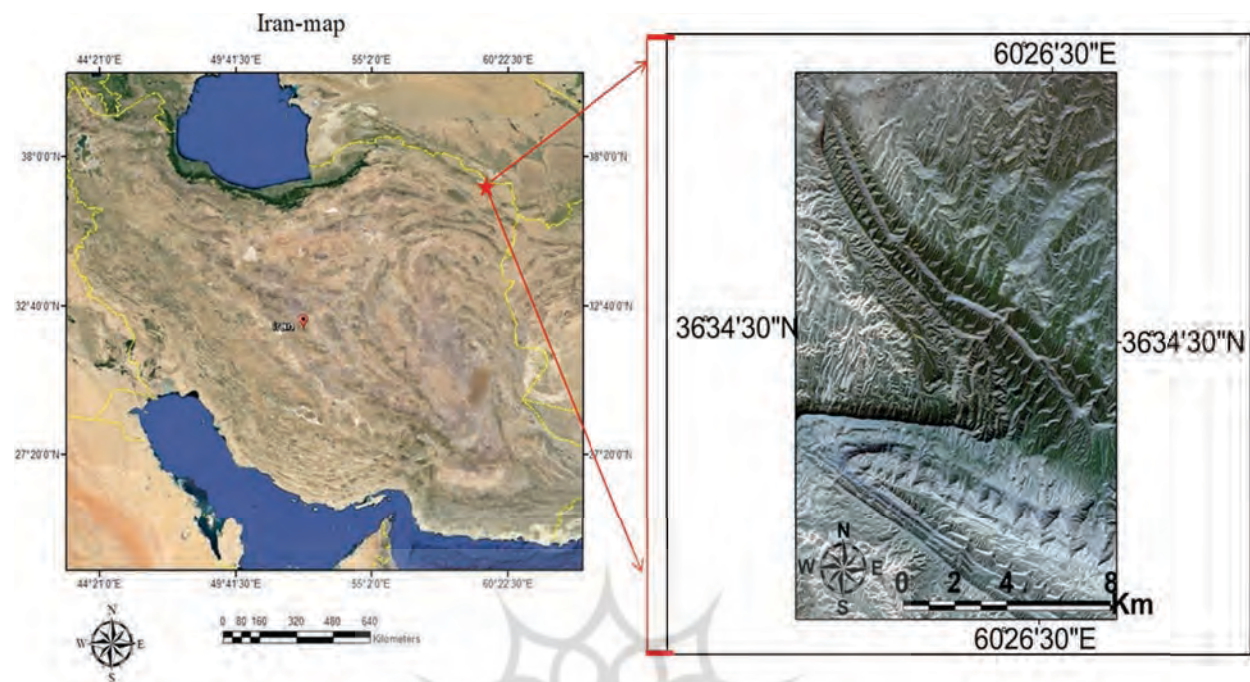 Iran-map
44°21'0"E 49°41'30"E 55°2'0"E 60°22'30"E
38°0'0"N 38°0'0"N
32°40'0"N 32°40'0"N
27°20'0"N 27°20'0"N
iran
44°21'0"E 49°41'30"E 55°2'0"E 60°22'30"E
N
W E
S
0 80 160 320 480 640
Kilometers
60°26'30"E
36°34'30"N 36°34'30"N
N
W E
S
0 2 4 8
Km
60°26'30"E